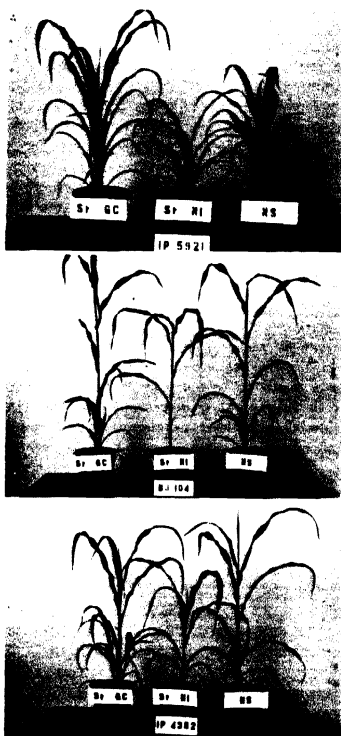 Sr GC Sr NI NS
IP 5921
Sr GC Sr NI NS
BJ 104
Sr GC Sr NI NS
IP 4382